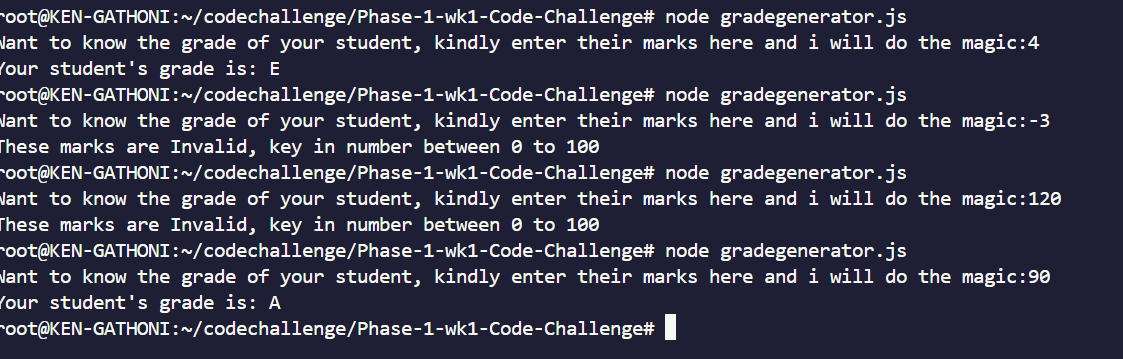 root@KEN-GATHONI:~/codechallenge/Phase-1-wk1-Code-Challenge# node gradegenerator.js
Want to know the grade of your student, kindly enter their marks here and i will do the magic:4
Your student's grade is: E
root@KEN-GATHONI:~/codechallenge/Phase-1-wk1-Code-Challenge# node gradegenerator.js
Want to know the grade of your student, kindly enter their marks here and i will do the magic:-3
These marks are Invalid, key in number between 0 to 100
root@KEN-GATHONI:~/codechallenge/Phase-1-wk1-Code-Challenge# node gradegenerator.js
Want to know the grade of your student, kindly enter their marks here and i will do the magic:120
These marks are Invalid, key in number between 0 to 100
root@KEN-GATHONI:~/codechallenge/Phase-1-wk1-Code-Challenge# node gradegenerator.js
Want to know the grade of your student, kindly enter their marks here and i will do the magic:90
Your student's grade is: A
root@KEN-GATHONI:~/codechallenge/Phase-1-wk1-Code-Challenge#